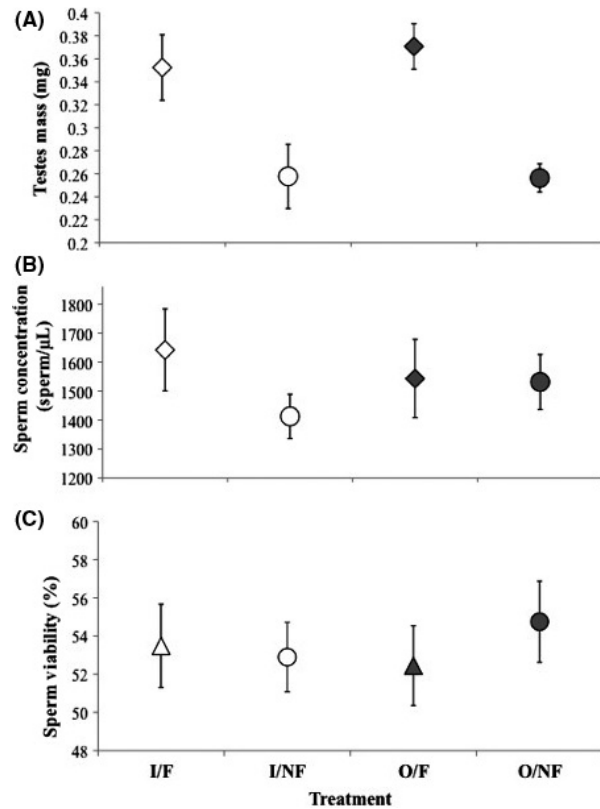 (A)
Testes mass (mg)
0.4
0.38
0.36
0.34
0.32
0.3
0.28
0.26
0.24
0.22
0.2
(B)
Sperm concentration
(sperm/µL)
1800
1700
1600
1500
1400
1300
1200
(C)
Sperm viability (%)
60
58
56
54
52
50
48
I/F I/NF O/F O/NF
Treatment